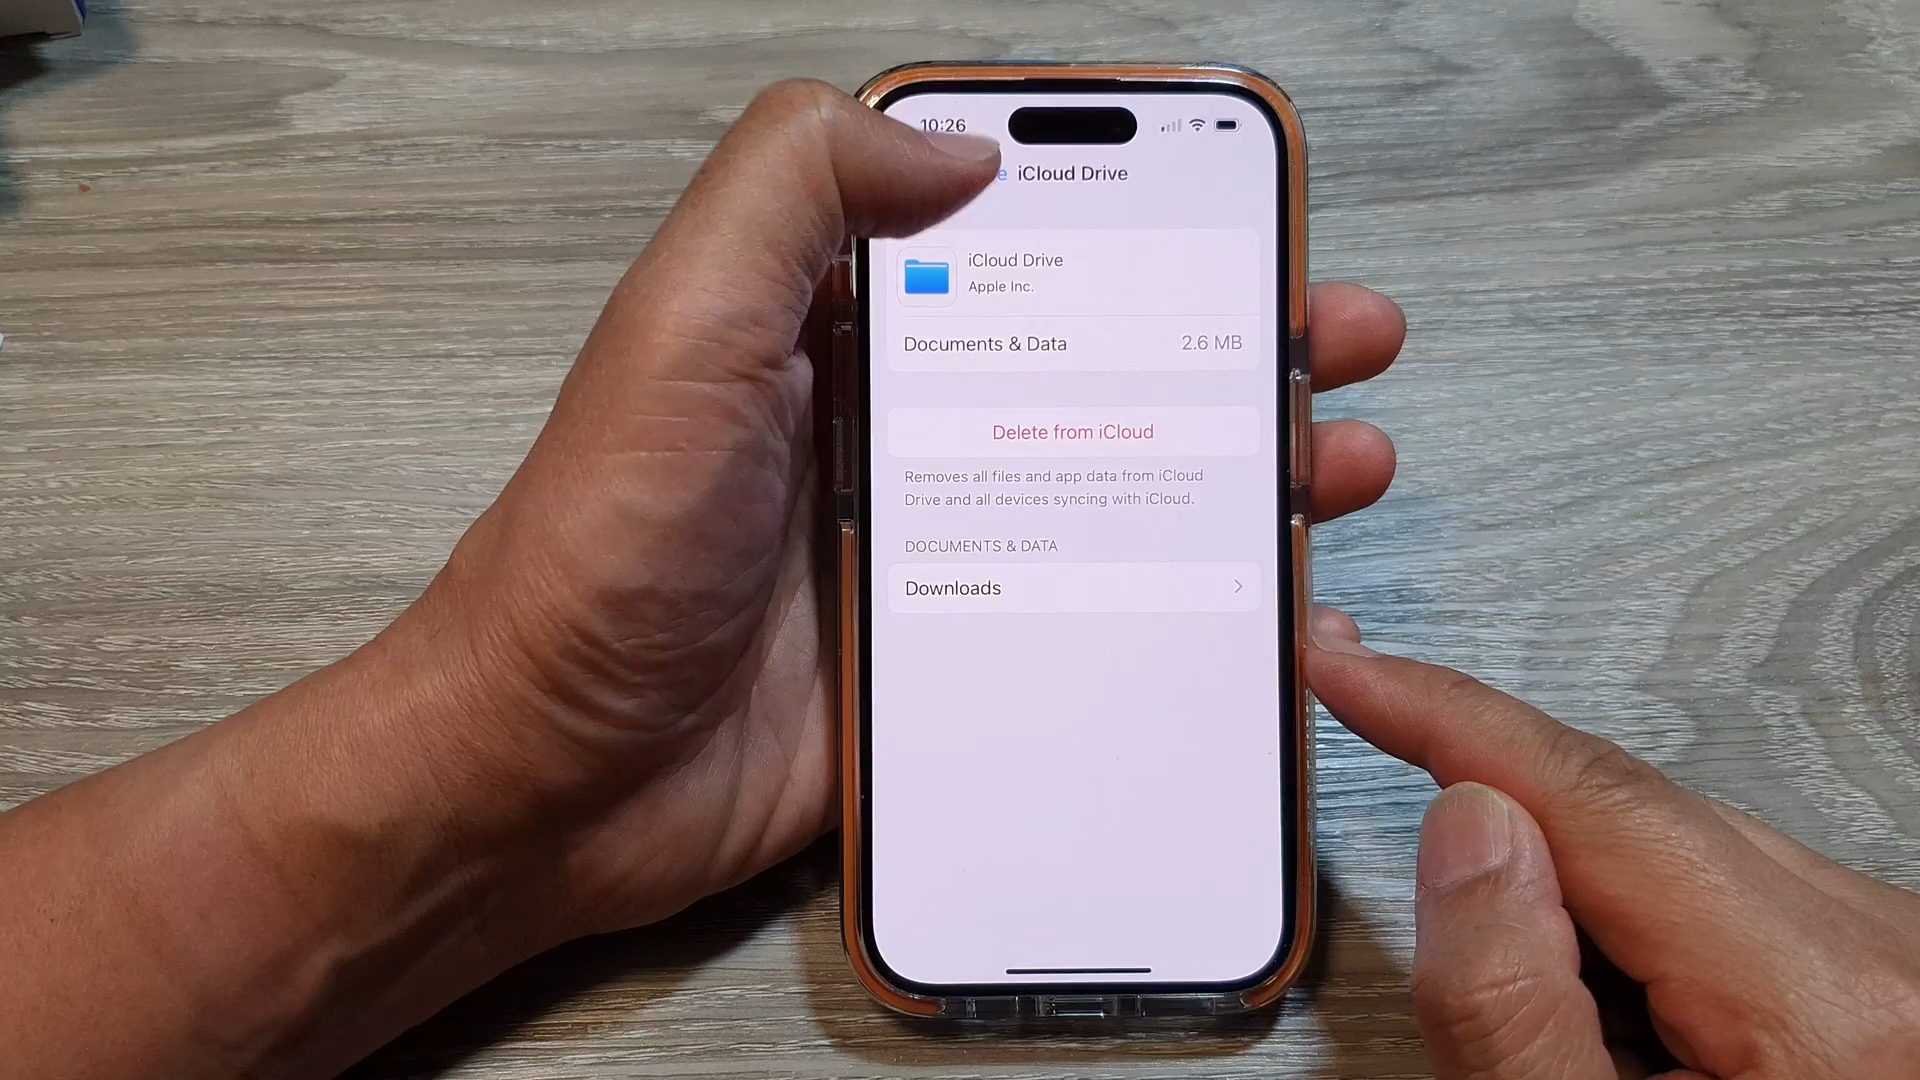 10:26
iCloud Drive
iCloud Drive
Apple Inc.
Documents & Data 2.6 MB
Delete from iCloud
Removes all files and app data from iCloud
Drive and all devices syncing with iCloud.
DOCUMENTS & DATA
Downloads